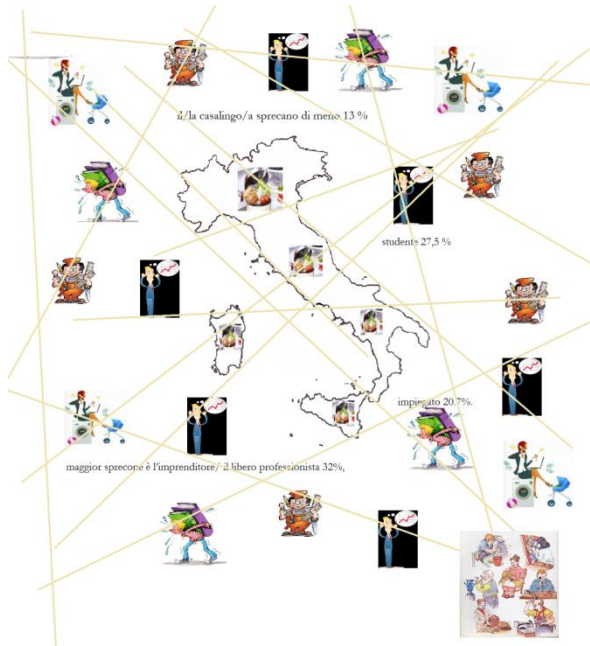 il/la casalingo/a sprecano di meno 13 %
studente 27,5 %
impiegato 20.7%.
maggior sprecone è l'imprenditore/ il libero professionista 32%,